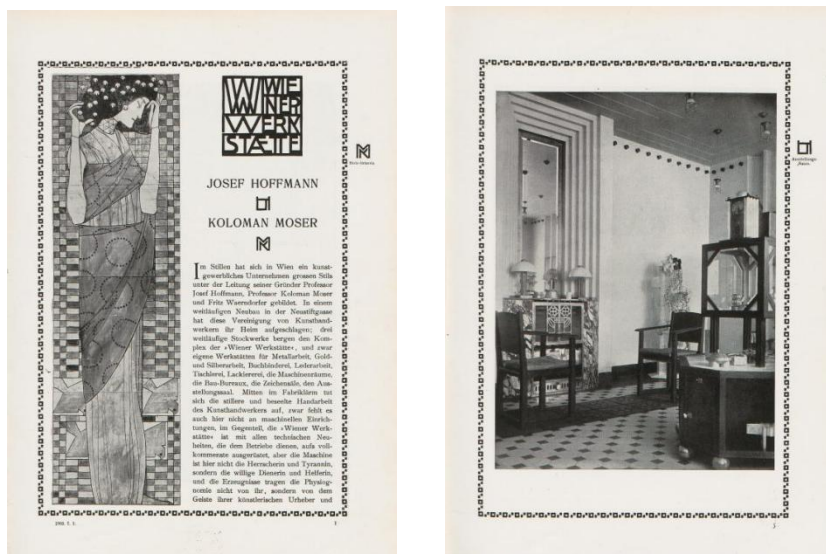 WIE
WINER
WERK
STÆTTE
JOSEF HOFFMANN
KOLOMAN MOSER
Im Stillen hat sich in Wien ein kunst-
gewerbliches Unternehmen grossen Stils
unter der Leitung seiner Gründer Professor
Josef Hoffmann, Professor Koloman Moser
und Fritz Waerndorfer gebildet. In einem
weitläufigen Neubau in der Neustiftgasse
hat diese Vereinigung von Kunsthand-
werkern ihr Heim aufgeschlagen; drei
weitläufige Stockwerke bergen den Kom-
plex der »Wiener Werkstätte«, und zwar
eigene Werkstätten für Metallarbeit, Gold-
und Silberarbeit, Buchbinderei, Lederarbeit,
Tischlerei, Lackiererei, die Maschinenräume,
die Bau-Bureaux, die Zeichensäle, den Aus-
stellungssaal. Mitten im Fabriklärm tut
sich die stillere und beseelte Handarbeit
des Kunsthandwerkers auf, zwar fehlt es
auch hier nicht an maschinellen Einrich-
tungen, im Gegenteil, die »Wiener Werk-
stätte« ist mit allen technischen Neu-
heiten, die dem Betriebe dienen, aufs voll-
kommenste ausgerüstet, aber die Maschine
ist hier nicht die Herrscherin und Tyrannin,
sondern die willige Dienerin und Helferin,
und die Erzeugnisse tragen die Physiog-
nomie nicht von ihr, sondern von dem
Geiste ihrer künstlerischen Urheber und
1